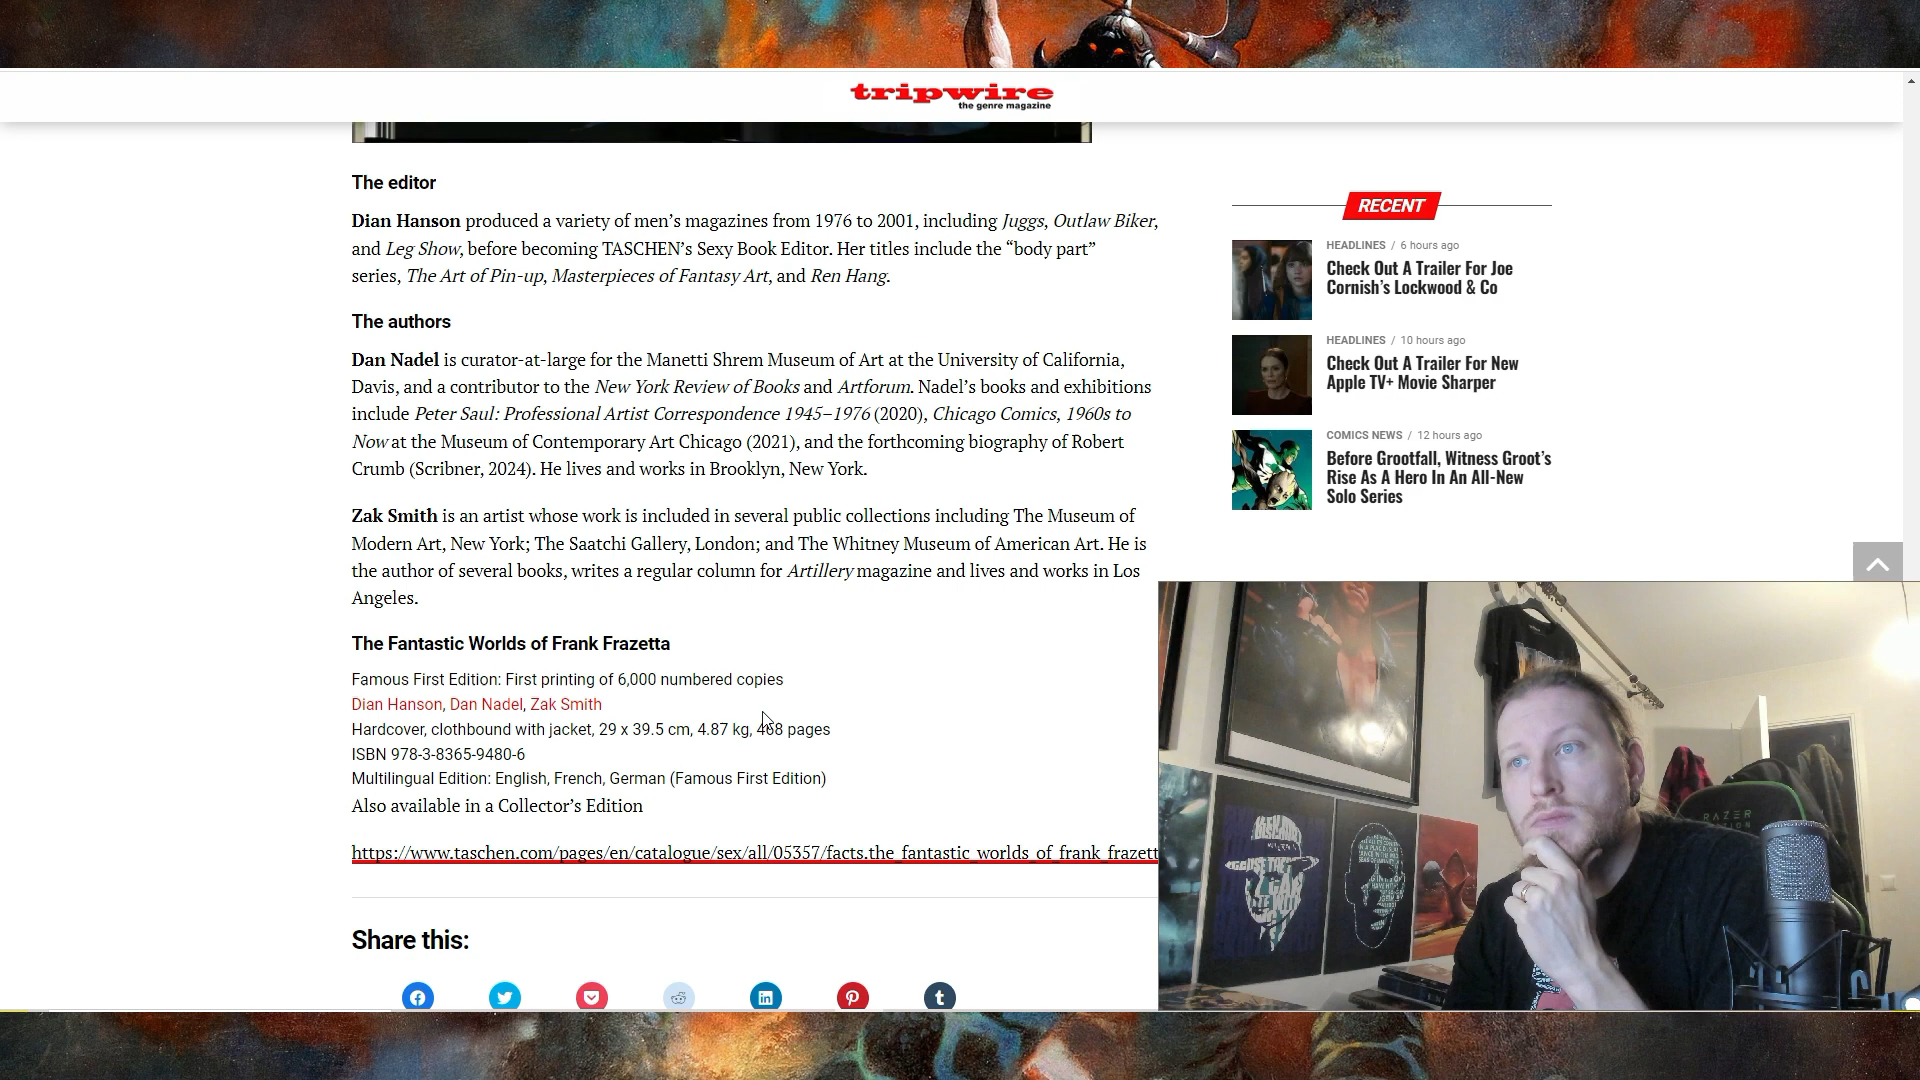 tripwire
the genre magazine
The editor
Dian Hanson produced a variety of men’s magazines from 1976 to 2001, including Juggs, Outlaw Biker,
and Leg Show, before becoming TASCHEN’s Sexy Book Editor. Her titles include the “body part”
series, The Art of Pin-up, Masterpieces of Fantasy Art, and Ren Hang.
The authors
Dan Nadel is curator-at-large for the Manetti Shrem Museum of Art at the University of California,
Davis, and a contributor to the New York Review of Books and Artforum. Nadel’s books and exhibitions
include Peter Saul: Professional Artist Correspondence 1945–1976 (2020), Chicago Comics, 1960s to
Now at the Museum of Contemporary Art Chicago (2021), and the forthcoming biography of Robert
Crumb (Scribner, 2024). He lives and works in Brooklyn, New York.
Zak Smith is an artist whose work is included in several public collections including The Museum of
Modern Art, New York; The Saatchi Gallery, London; and The Whitney Museum of American Art. He is
the author of several books, writes a regular column for Artillery magazine and lives and works in Los
Angeles.
The Fantastic Worlds of Frank Frazetta
Famous First Edition: First printing of 6,000 numbered copies
Dian Hanson, Dan Nadel, Zak Smith
Hardcover, clothbound with jacket, 29 x 39.5 cm, 4.87 kg, 468 pages
ISBN 978-3-8365-9480-6
Multilingual Edition: English, French, German (Famous First Edition)
Also available in a Collector’s Edition
https://www.taschen.com/pages/en/catalogue/sex/all/05357/facts.the_fantastic_worlds_of_frank_frazett
Share this:
RECENT
HEADLINES / 6 hours ago
Check Out A Trailer For Joe
Cornish’s Lockwood & Co
HEADLINES / 10 hours ago
Check Out A Trailer For New
Apple TV+ Movie Sharper
COMICS NEWS / 12 hours ago
Before Grootfall, Witness Groot’s
Rise As A Hero In An All-New
Solo Series
RAZER